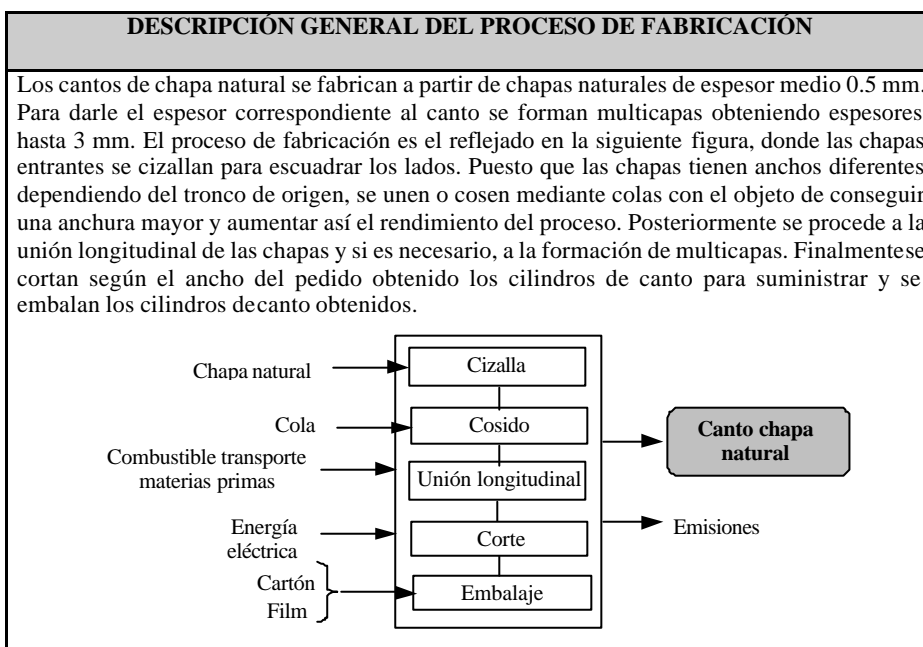 DESCRIPCIÓN GENERAL DEL PROCESO DE FABRICACIÓN
Los cantos de chapa natural se fabrican a partir de chapas naturales de espesor medio 0.5 mm.
Para darle el espesor correspondiente al canto se forman multicapas obteniendo espesores
hasta 3 mm. El proceso de fabricación es el reflejado en la siguiente figura, donde las chapas
entrantes se cizallan para escuadrar los lados. Puesto que las chapas tienen anchos diferentes
dependiendo del tronco de origen, se unen o cosen mediante colas con el objeto de conseguir
una anchura mayor y aumentar así el rendimiento del proceso. Posteriormente se procede a la
unión longitudinal de las chapas y si es necesario, a la formación de multicapas. Finalmentese
cortan según el ancho del pedido obtenido los cilindros de canto para suministrar y se
embalan los cilindros decanto obtenidos.
Chapa natural
Cizalla
Cola
Cosido
Canto chapa
natural
Combustible transporte
materias primas
Unión longitudinal
Energía
eléctrica
Corte
Emisiones
Cartón
Film
Embalaje